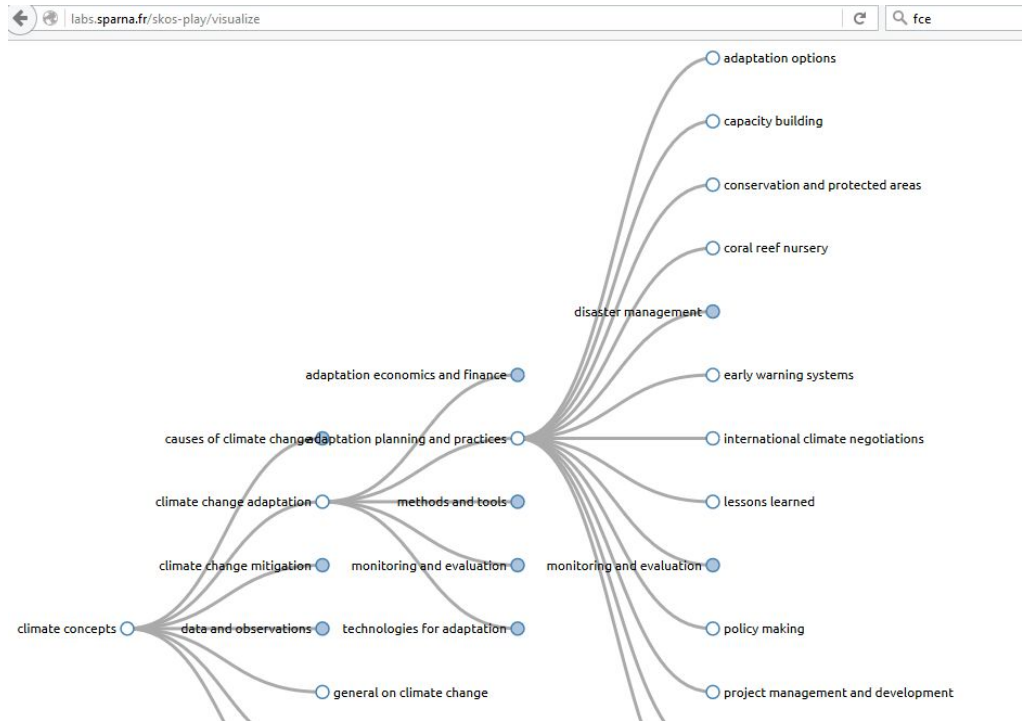 labs.sparna.fr/skos-play/visualize
fce
adaptation options
capacity building
conservation and protected areas
coral reef nursery
disaster management
adaptation economics and finance
early warning systems
causes of climate change
adaptation planning and practices
international climate negotiations
climate change adaptation
methods and tools
lessons learned
climate change mitigation
monitoring and evaluation
monitoring and evaluation
climate concepts
data and observations
technologies for adaptation
policy making
general on climate change
project management and development